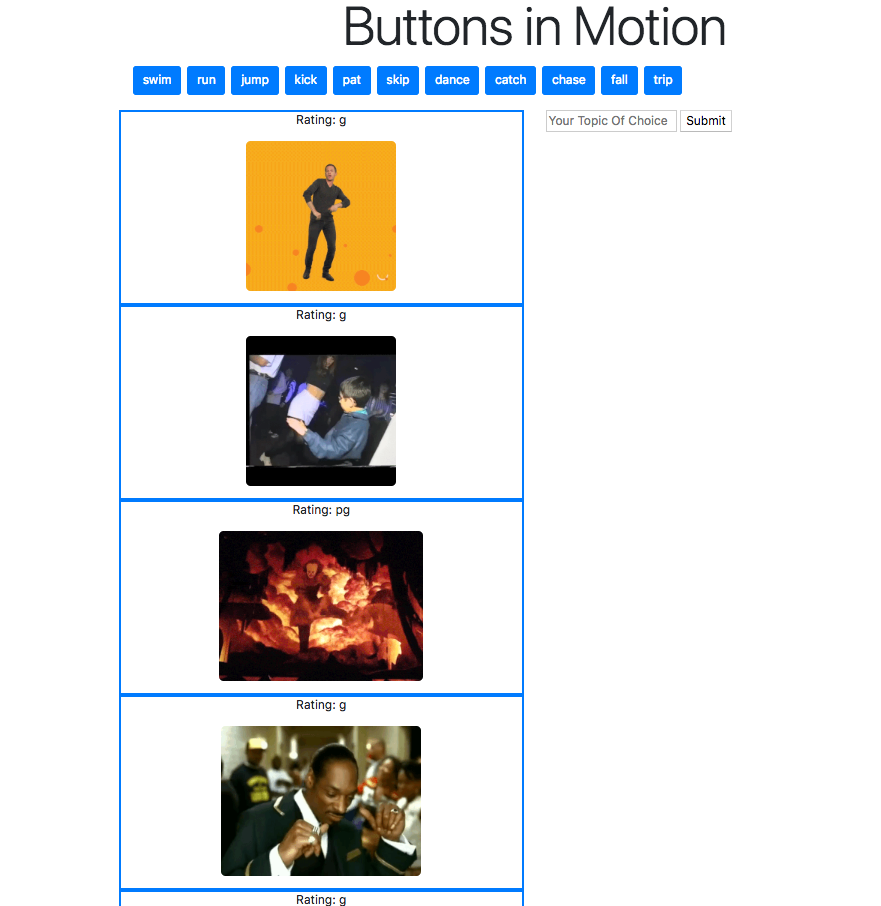 Buttons in Motion
swim run jump kick pat skip dance catch chase fall trip
Rating: g
Your Topic Of Choice Submit
Rating: g
Rating: pg
Rating: g
Rating: g